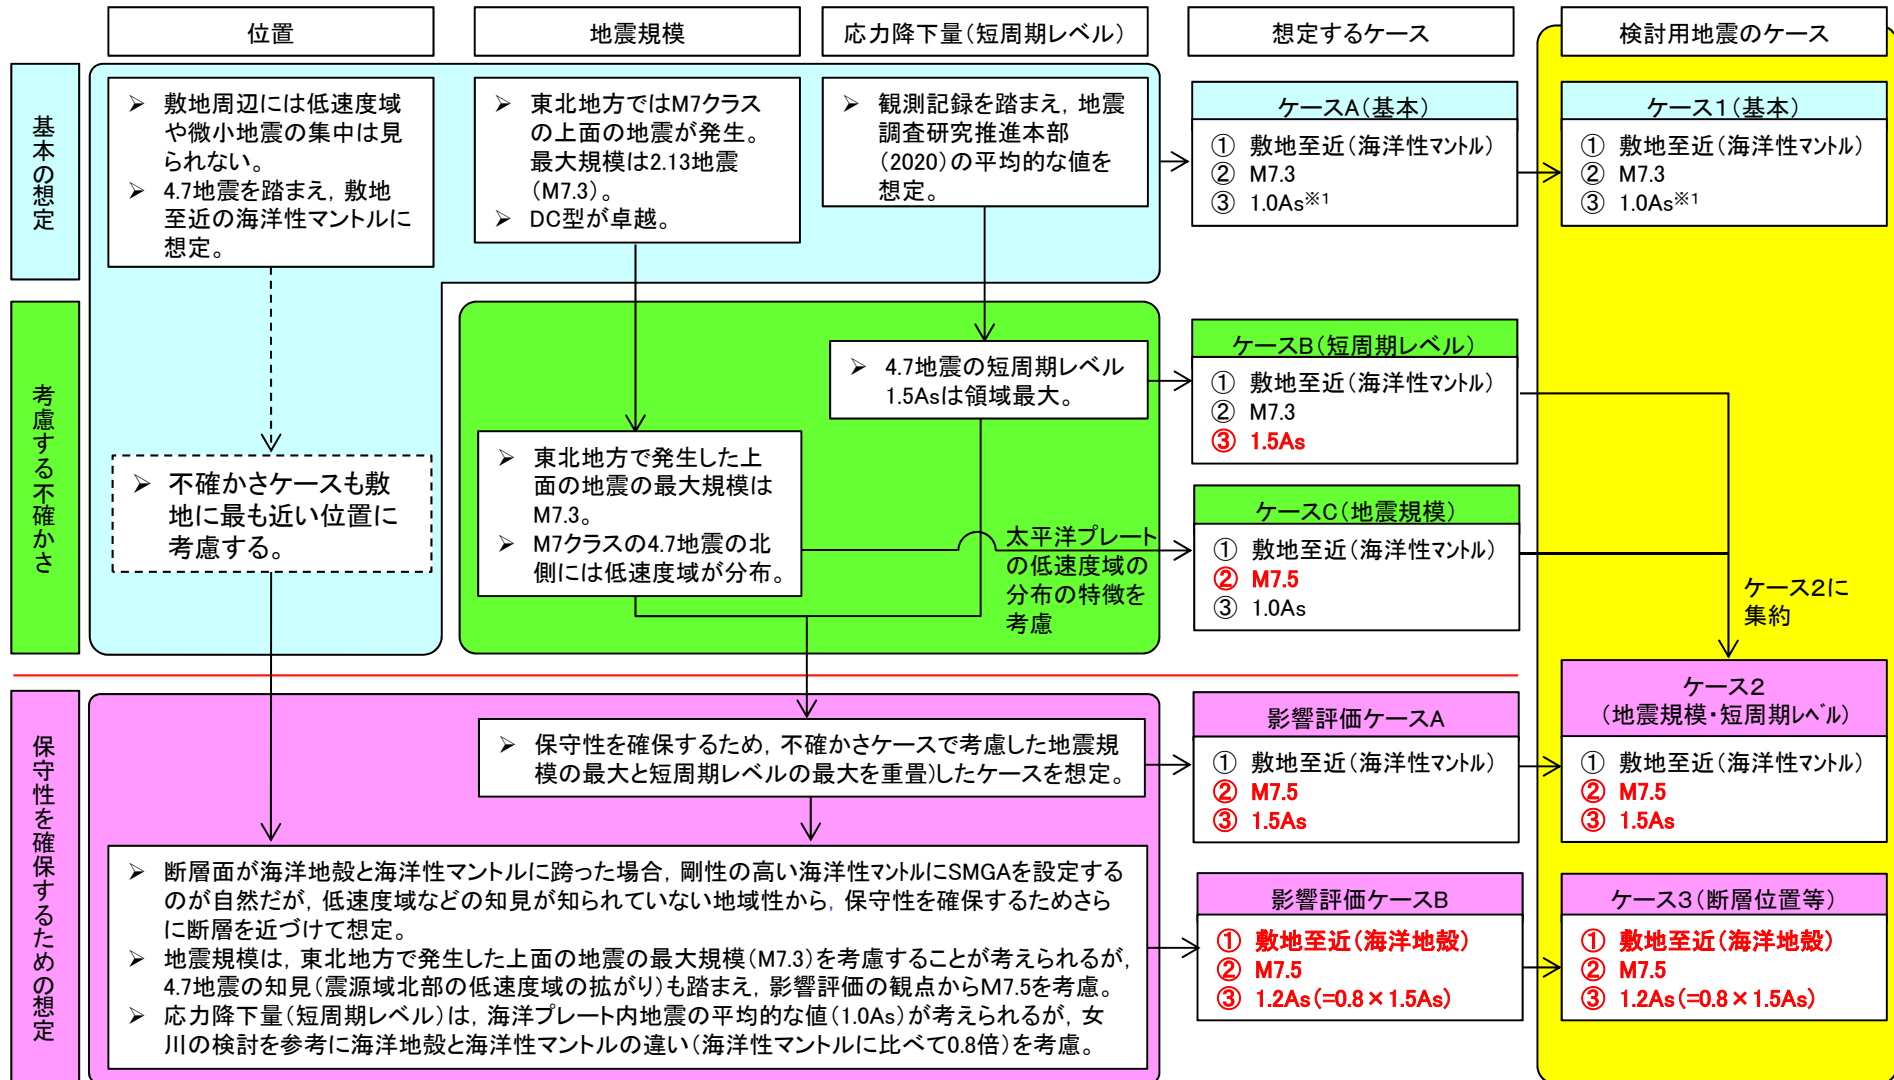 位置
地震規模
応力降下量(短周期レベル)
想定するケース
検討用地震のケース
基本の想定
➢ 敷地周辺には低速度域
や微小地震の集中は見
られない。
➢ 4.7地震を踏まえ, 敷地
至近の海洋性マントルに
想定。
➢ 東北地方ではM7クラス
の上面の地震が発生。
最大規模は2.13地震
(M7.3)。
➢ DC型が卓越。
➢ 観測記録を踏まえ, 地震
調査研究推進本部
(2020)の平均的な値を
想定。
ケースA(基本)
① 敷地至近(海洋性マントル)
② M7.3
③ 1.0As※1
ケース1(基本)
① 敷地至近(海洋性マントル)
② M7.3
③ 1.0As※1
考慮する不確かさ
➢ 不確かさケースも敷
地に最も近い位置に
考慮する。
➢ 東北地方で発生した上
面の地震の最大規模は
M7.3。
➢ M7クラスの4.7地震の北
側には低速度域が分布。
➢ 4.7地震の短周期レベル
1.5Asは領域最大。
太平洋プレート
の低速度域の
分布の特徴を
考慮
ケースB(短周期レベル)
① 敷地至近(海洋性マントル)
② M7.3
③ 1.5As
ケースC(地震規模)
① 敷地至近(海洋性マントル)
② M7.5
③ 1.0As
ケース2に
集約
保守性を確保するための想定
➢ 保守性を確保するため, 不確かさケースで考慮した地震規
模の最大と短周期レベルの最大を重畳)したケースを想定。
➢ 断層面が海洋地殻と海洋性マントルに跨った場合, 剛性の高い海洋性マントルにSMGAを設定する
のが自然だが, 低速度域などの知見が知られていない地域性から, 保守性を確保するためさら
に断層を近づけて想定。
➢ 地震規模は, 東北地方で発生した上面の地震の最大規模(M7.3)を考慮することが考えられるが,
4.7地震の知見(震源域北部の低速度域の拡がり)も踏まえ, 影響評価の観点からM7.5を考慮。
➢ 応力降下量(短周期レベル)は, 海洋プレート内地震の平均的な値(1.0As)が考えられるが, 女
川の検討を参考に海洋地殻と海洋性マントルの違い(海洋性マントルに比べて0.8倍)を考慮。
影響評価ケースA
① 敷地至近(海洋性マントル)
② M7.5
③ 1.5As
ケース2
(地震規模・短周期レベル)
① 敷地至近(海洋性マントル)
② M7.5
③ 1.5As
影響評価ケースB
① 敷地至近(海洋地殻)
② M7.5
③ 1.2As(=0.8×1.5As)
ケース3(断層位置等)
① 敷地至近(海洋地殻)
② M7.5
③ 1.2As(=0.8×1.5As)